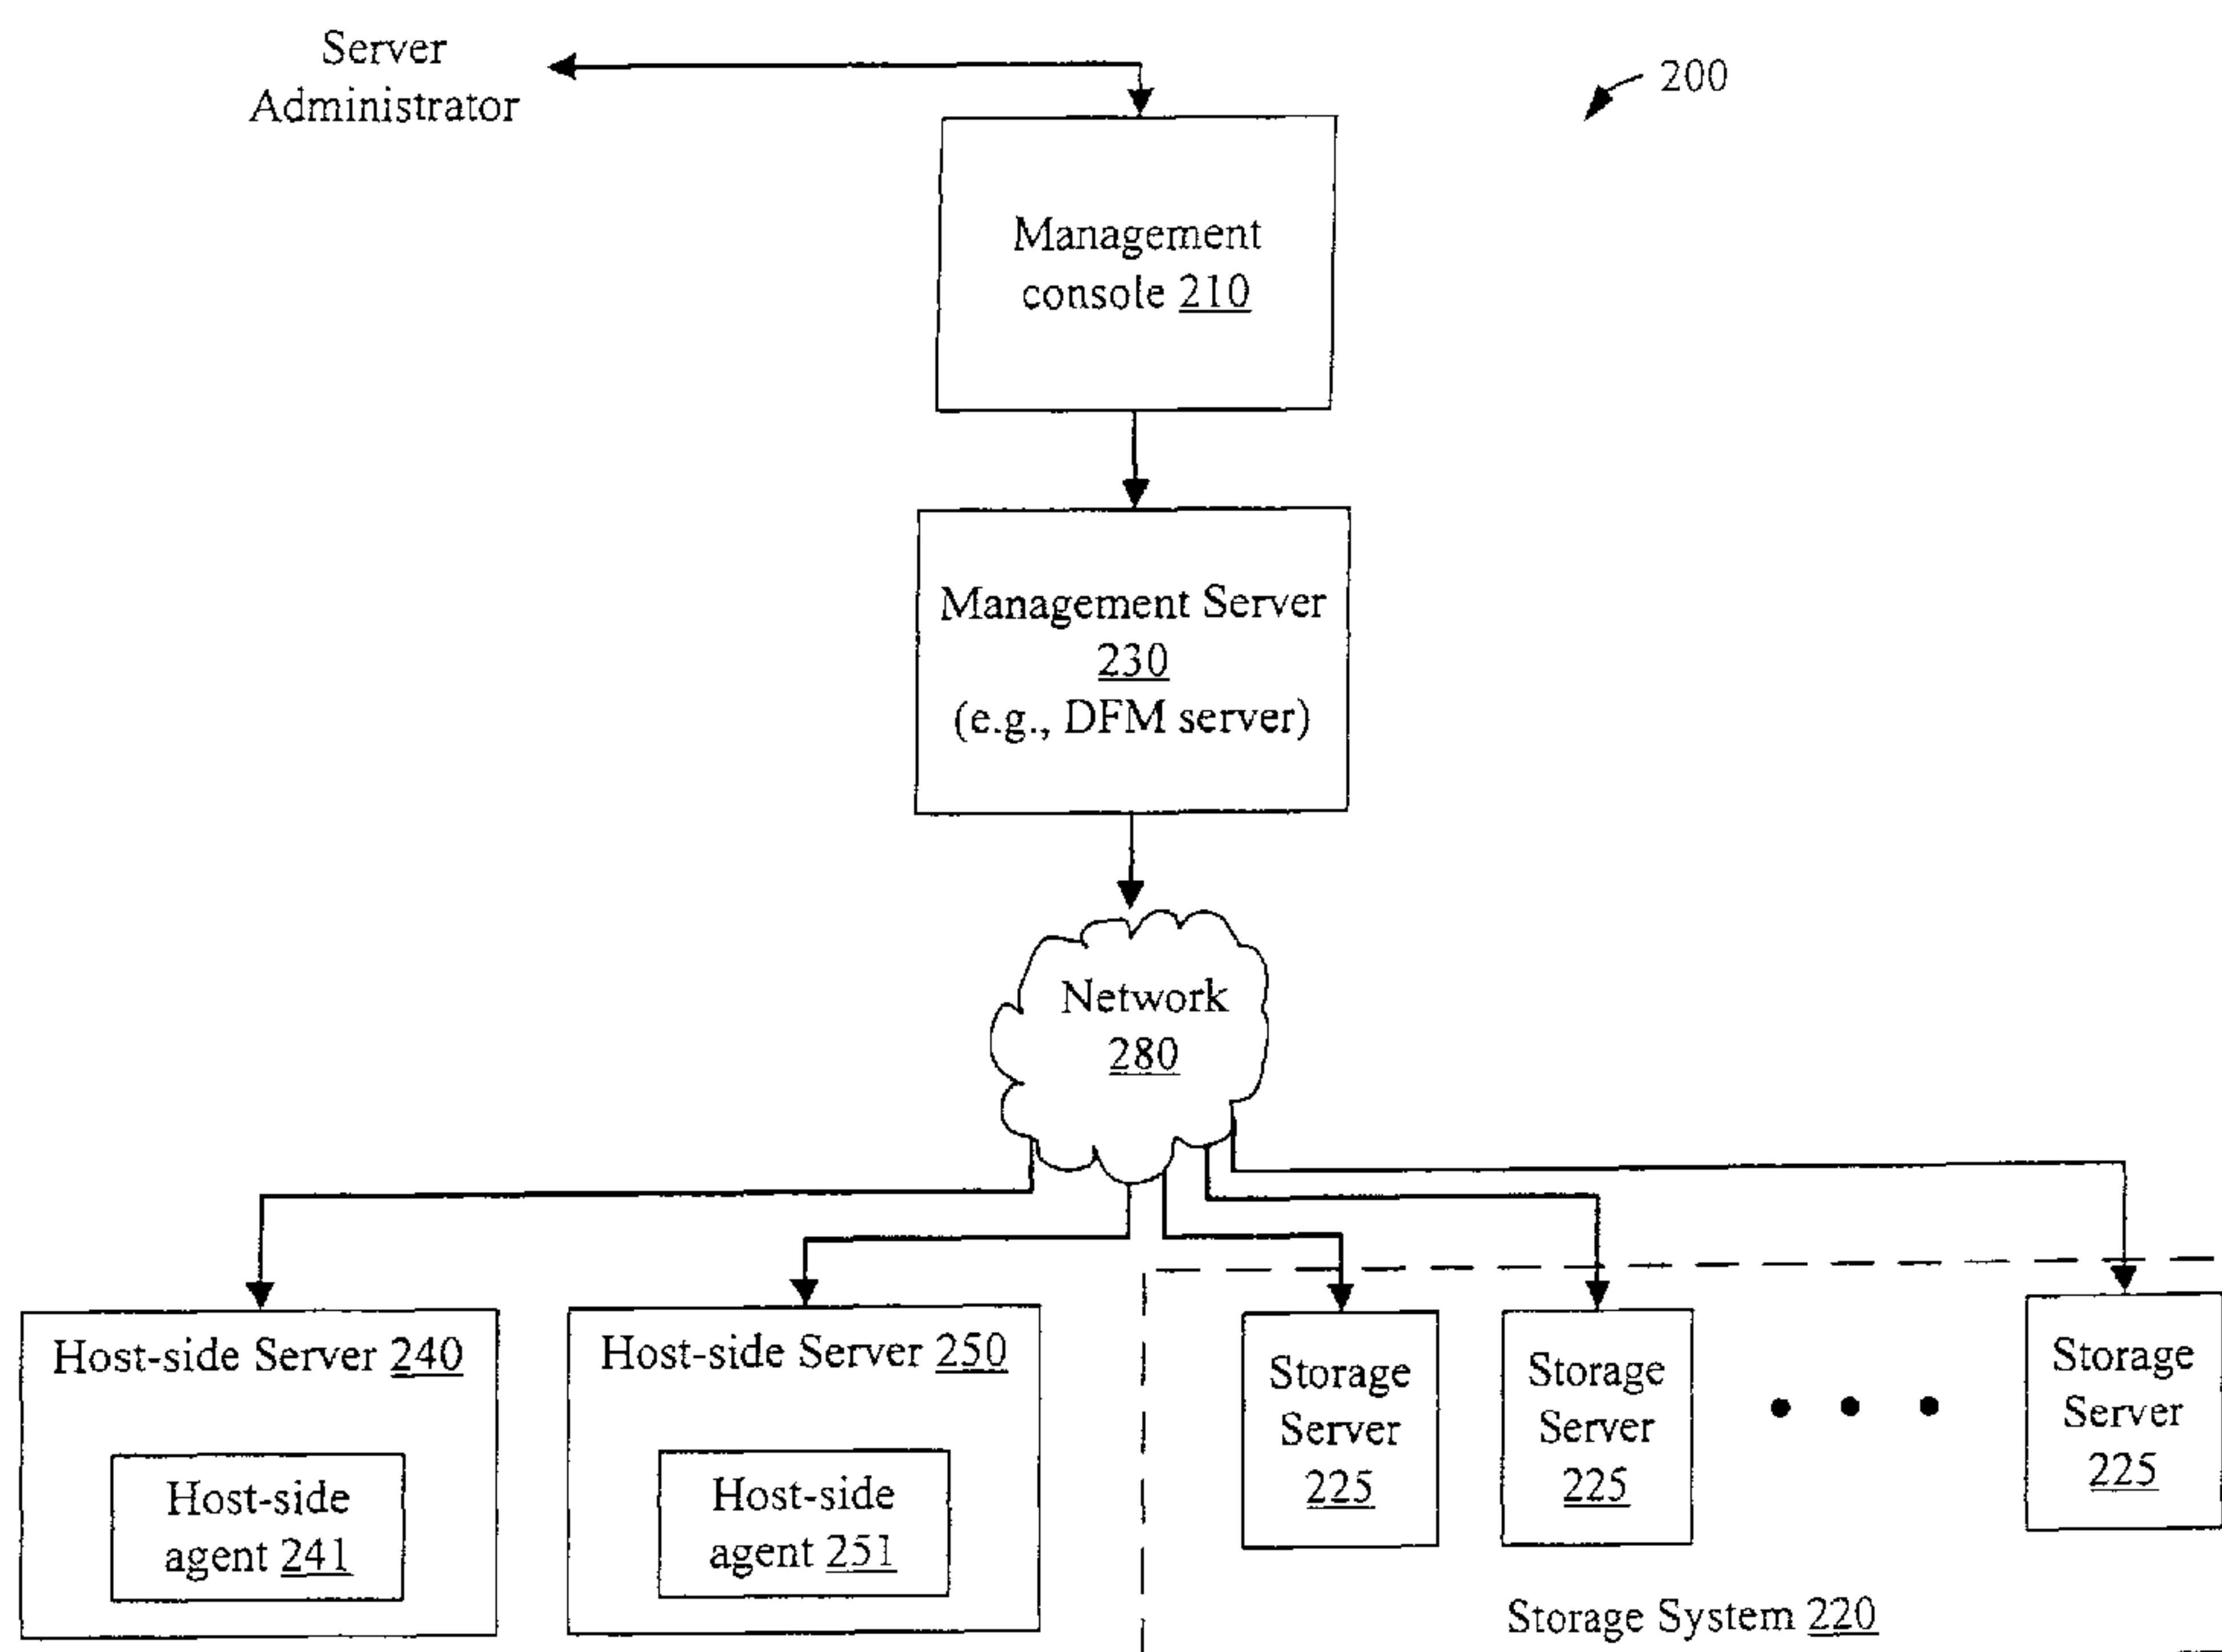 Server
Administrator
200
Management
console 210
Management Server
230
(e.g., DFM server)
Network
280
Host-side Server 240
Host-side
agent 241
Host-side Server 250
Host-side
agent 251
Storage
Server
225
Storage
Server
225
Storage
Server
225
Storage System 220